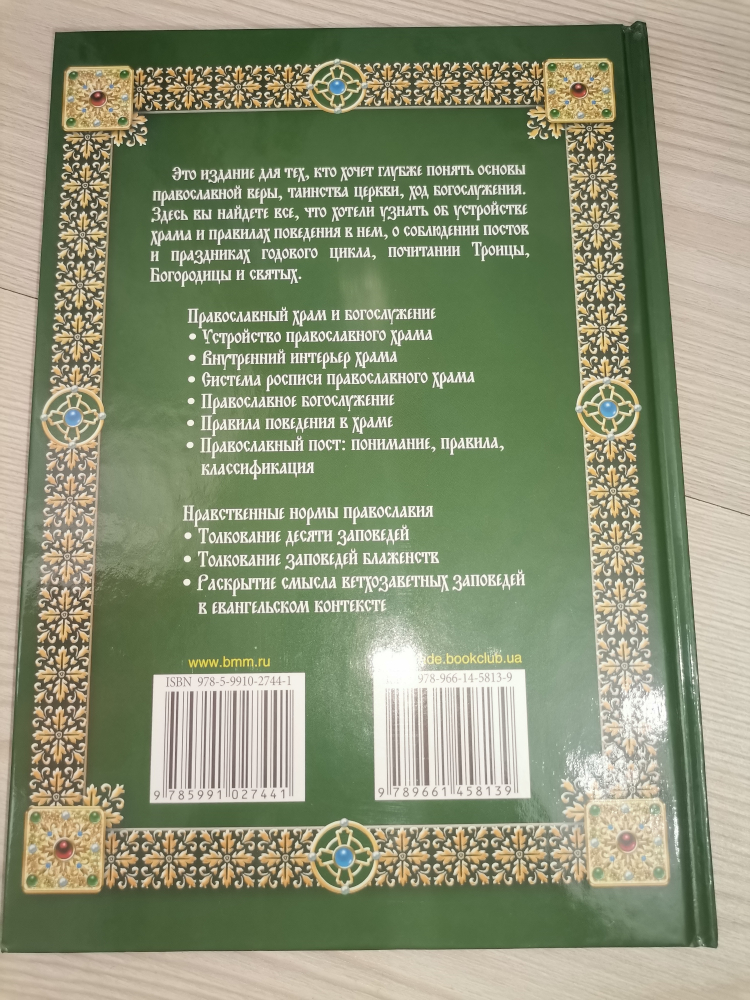 Это издание для тех, кто хочет глубже понять основы
православной веры, таинства церкви, ход богослужения.
Здесь вы найдете все, что хотели узнать об устройстве
храма и правилах поведения в нем, о соблюдении постов
и праздниках годового цикла, почитании Троицы,
Богородицы и святых.
Православный храм и богослужение
• Устройство православного храма
• Внутренний интерьер храма
• Система росписи православного храма
• Православное богослужение
• Правила поведения в храме
• Православный пост: понимание, правила,
классификация
Нравственные нормы православия
• Толкование десяти заповедей
• Толкование заповедей блаженств
• Раскрытие смысла ветхозаветных заповедей
в евангельском контексте
www.bmm.ru
de.bookclub.ua
ISBN 978-5-9910-2744-1
978-966-14-5813-9
9 785991 027441
9 789661 458139